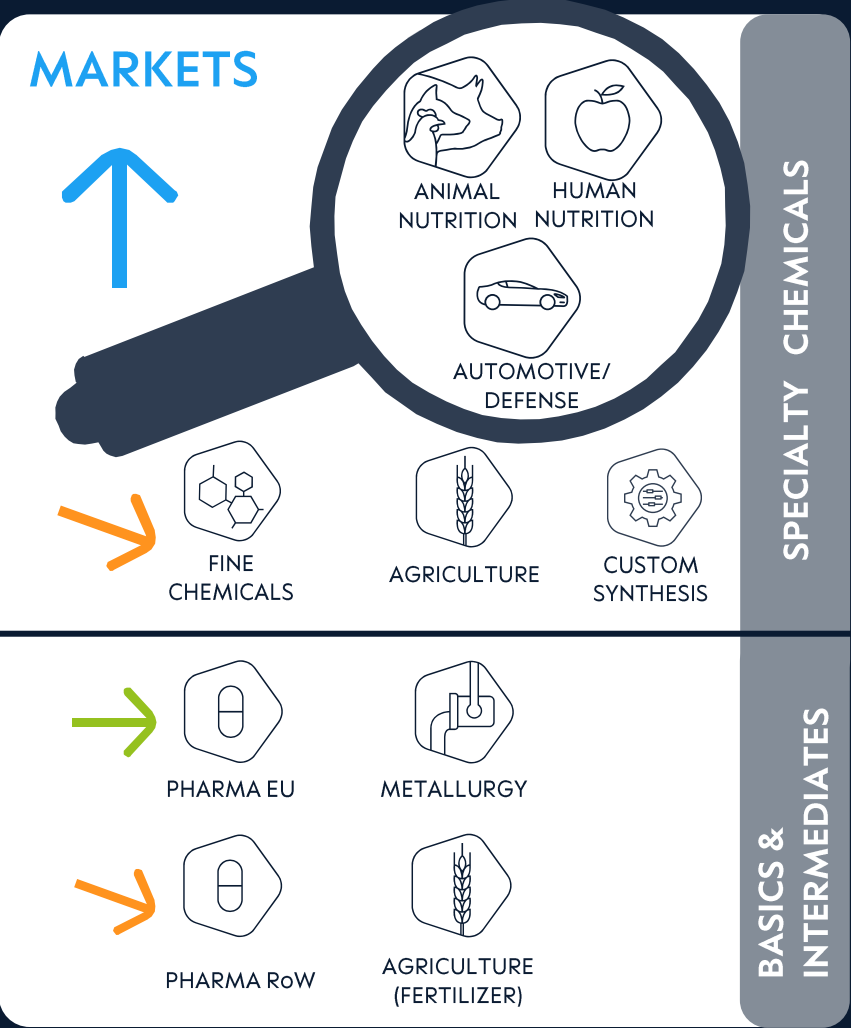 MARKETS
ANIMAL
NUTRITION
HUMAN
NUTRITION
AUTOMOTIVE/
DEFENSE
FINE
CHEMICALS
AGRICULTURE
CUSTOM
SYNTHESIS
SPECIALTY CHEMICALS
PHARMA EU
METALLURGY
PHARMA RoW
AGRICULTURE
(FERTILIZER)
BASICS &
INTERMEDIATES